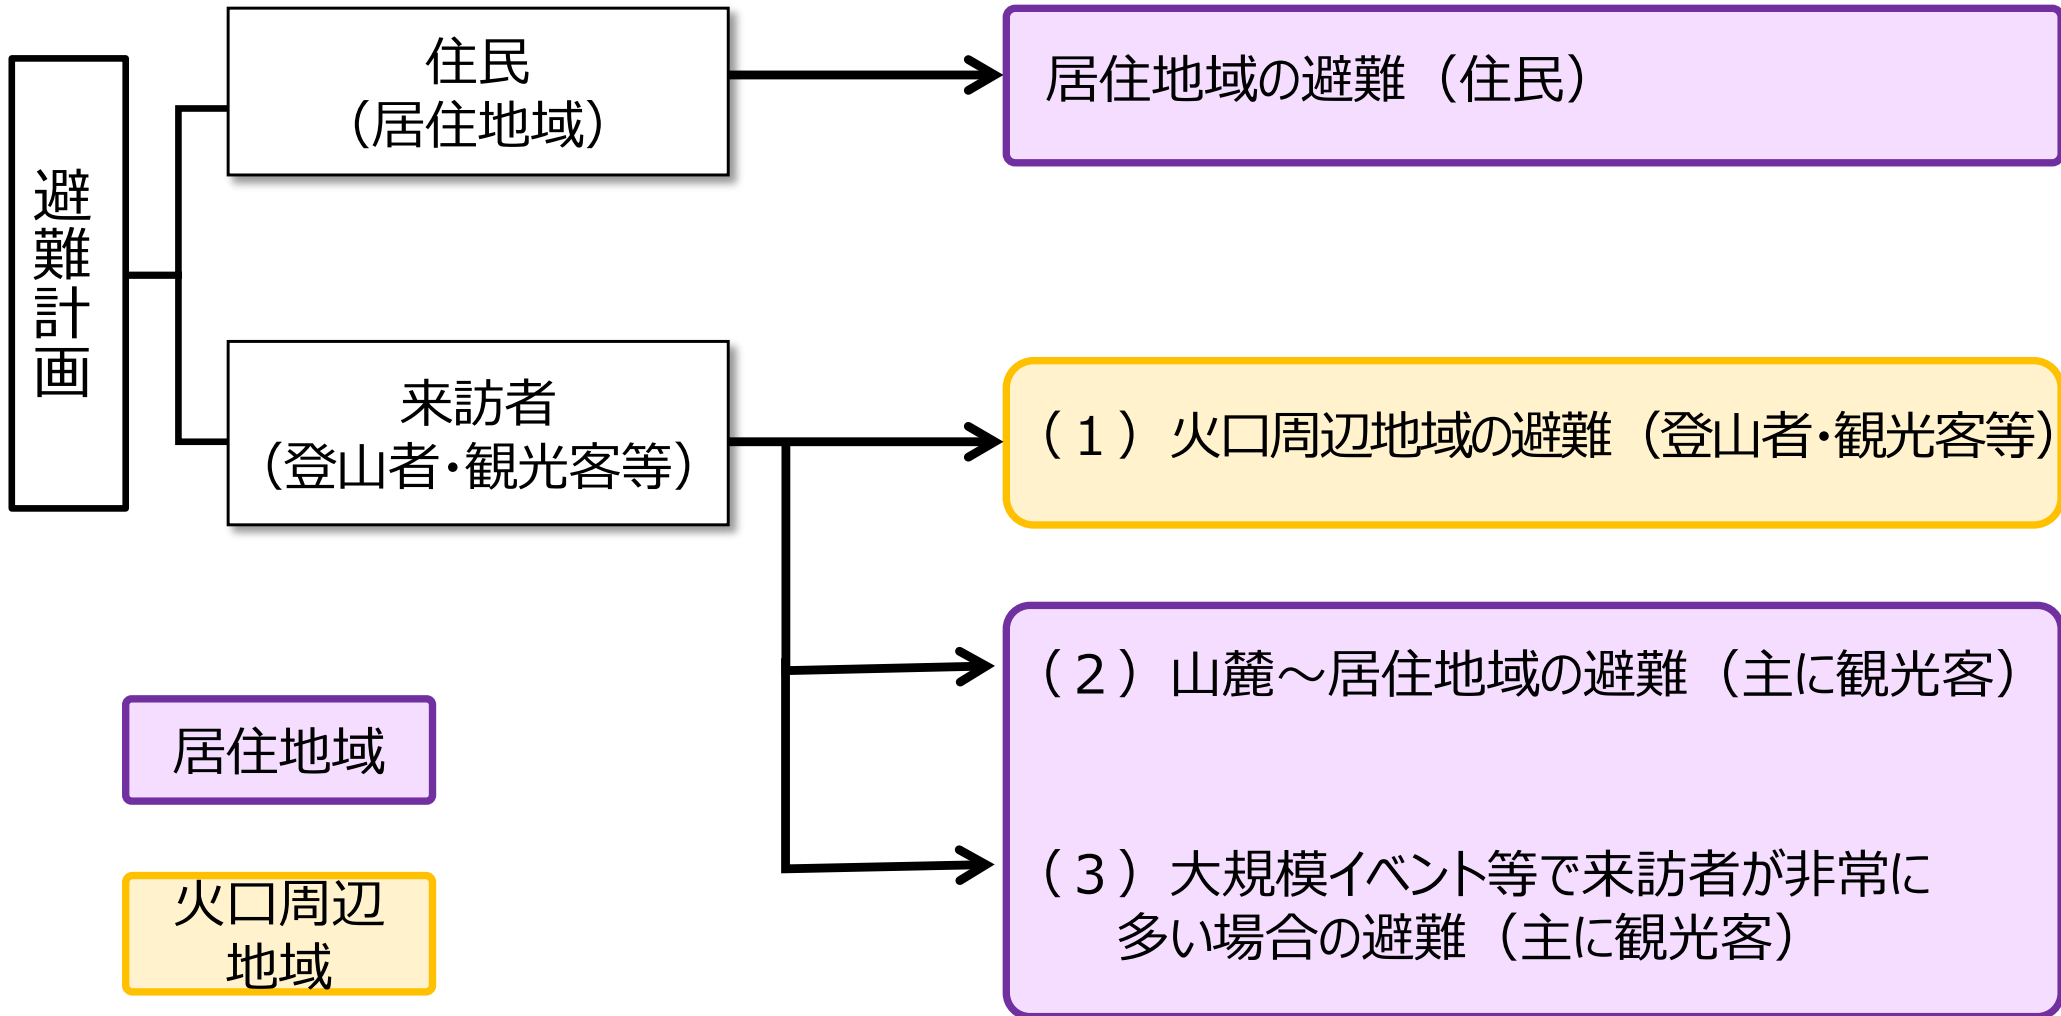 避難計画
住民
（居住地域）
居住地域の避難（住民）
来訪者
（登山者・観光客等）
（１）火口周辺地域の避難（登山者・観光客等）
（２）山麓～居住地域の避難（主に観光客）
（３）大規模イベント等で来訪者が非常に
多い場合の避難（主に観光客）
居住地域
火口周辺
地域